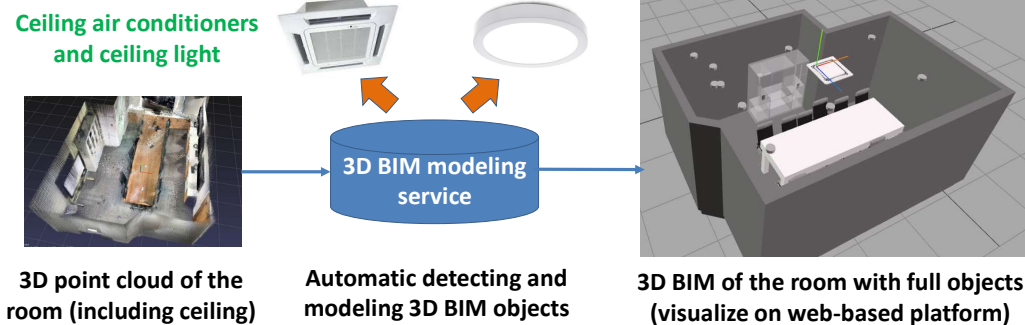 Ceiling air conditioners
and ceiling light
3D BIM modeling
service
3D point cloud of the
room (including ceiling)
Automatic detecting and
modeling 3D BIM objects
3D BIM of the room with full objects
(visualize on web-based platform)